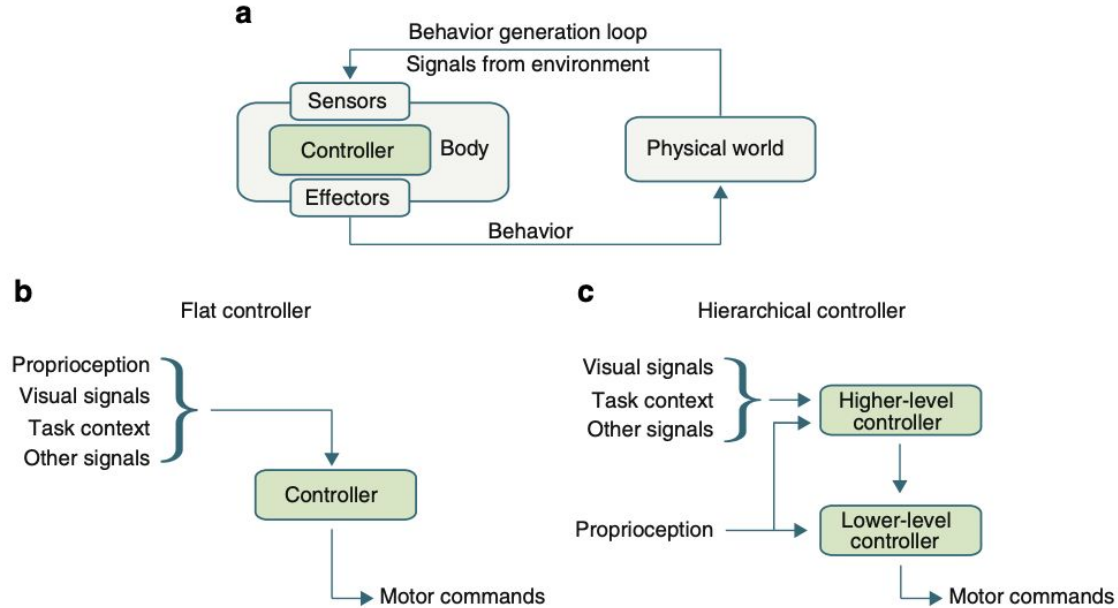 a
Behavior generation loop
Signals from environment
Sensors
Controller
Body
Effectors
Physical world
Behavior
b
Flat controller
Proprioception
Visual signals
Task context
Other signals
Controller
Motor commands
c
Hierarchical controller
Visual signals
Task context
Other signals
Higher-level
controller
Proprioception
Lower-level
controller
Motor commands